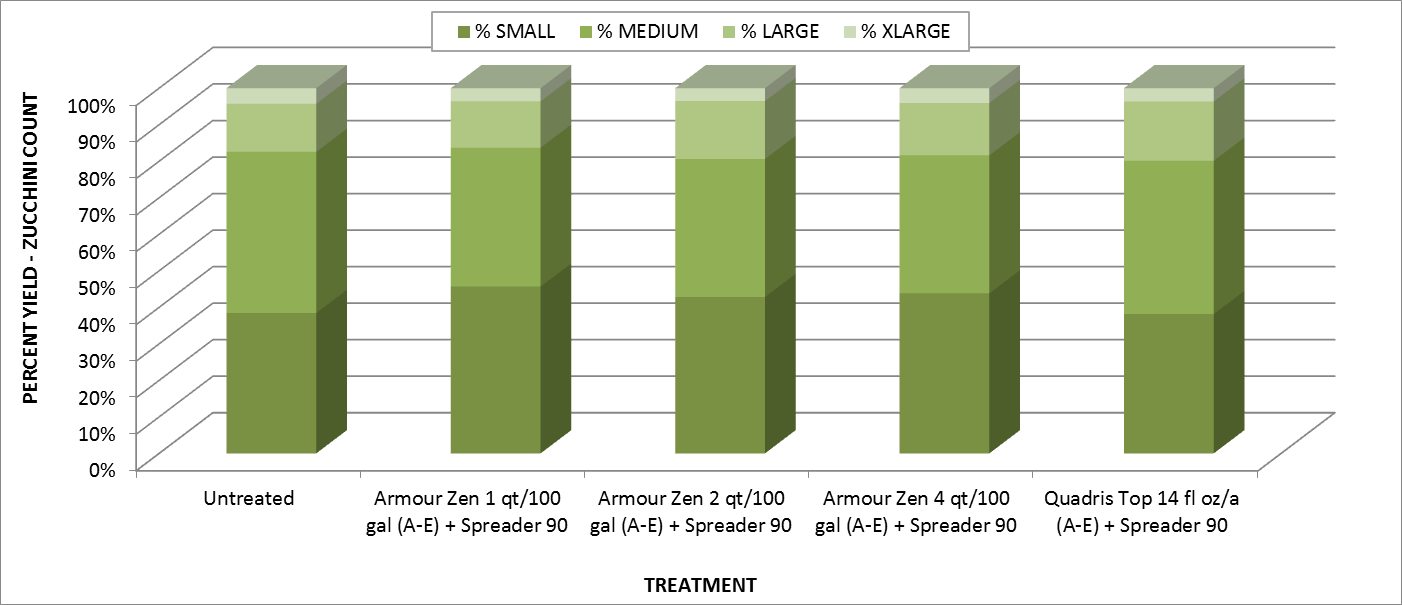 % SMALL % MEDIUM % LARGE % XLARGE
PERCENT YIELD - ZUCCHINI COUNT
100%
90%
80%
70%
60%
50%
40%
30%
20%
10%
0%
Untreated
Armour Zen 1 qt/100
gal (A-E) + Spreader 90
Armour Zen 2 qt/100
gal (A-E) + Spreader 90
Armour Zen 4 qt/100
gal (A-E) + Spreader 90
Quadris Top 14 fl oz/a
(A-E) + Spreader 90
TREATMENT